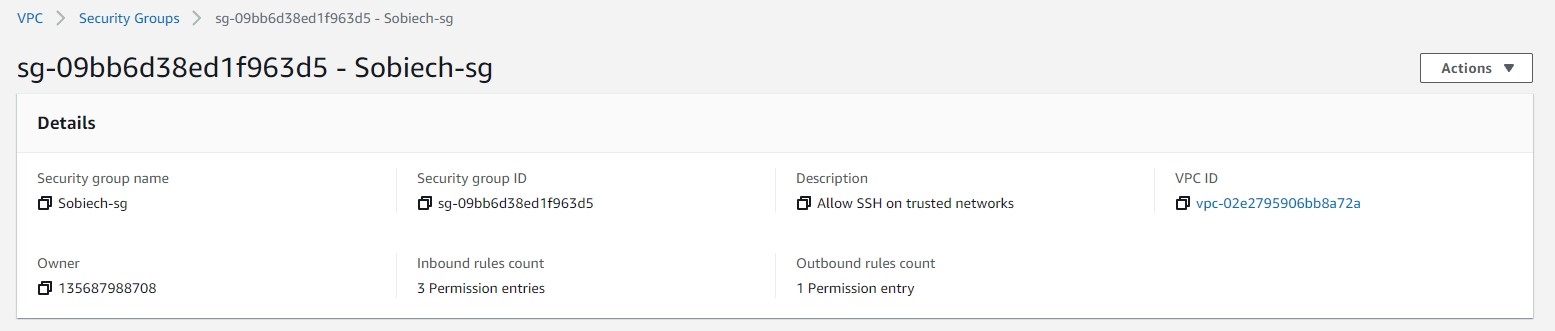 VPC > Security Groups > sg-09bb6d38ed1f963d5 - Sobiech-sg
sg-09bb6d38ed1f963d5 - Sobiech-sg
Actions ▼
Details
Security group name
Sobiech-sg
Security group ID
sg-09bb6d38ed1f963d5
Description
Allow SSH on trusted networks
VPC ID
vpc-02e2795906bb8a72a
Owner
135687988708
Inbound rules count
3 Permission entries
Outbound rules count
1 Permission entry